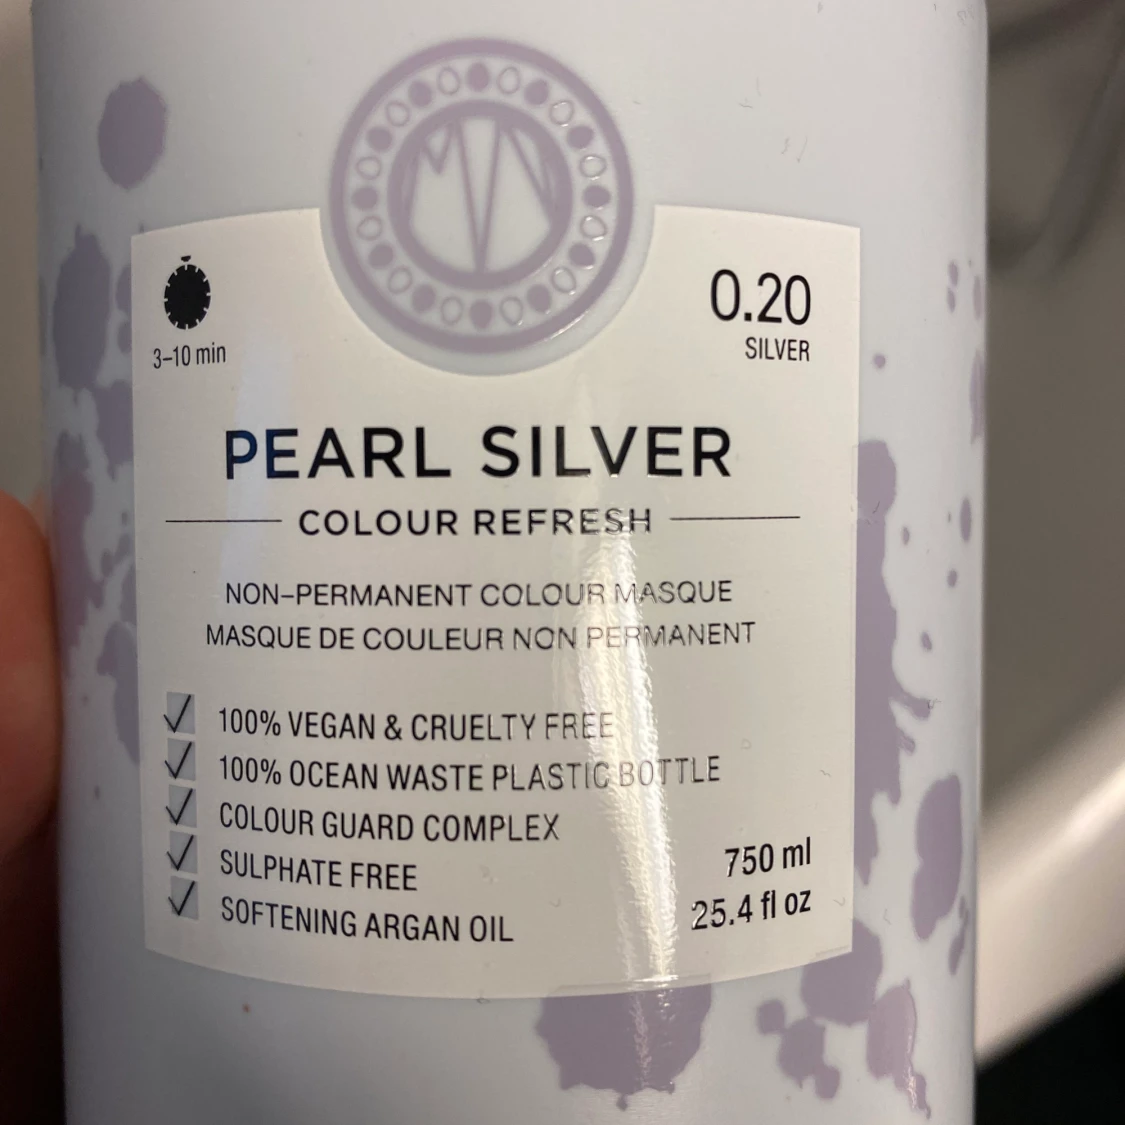 3–10 min
0.20
SILVER
PEARL SILVER
COLOUR REFRESH
NON–PERMANENT COLOUR MASQUE
MASQUE DE COULEUR NON PERMANENT
100% VEGAN & CRUELTY FREE
100% OCEAN WASTE PLASTIC BOTTLE
COLOUR GUARD COMPLEX
SULPHATE FREE
SOFTENING ARGAN OIL
750 ml
25.4 fl oz